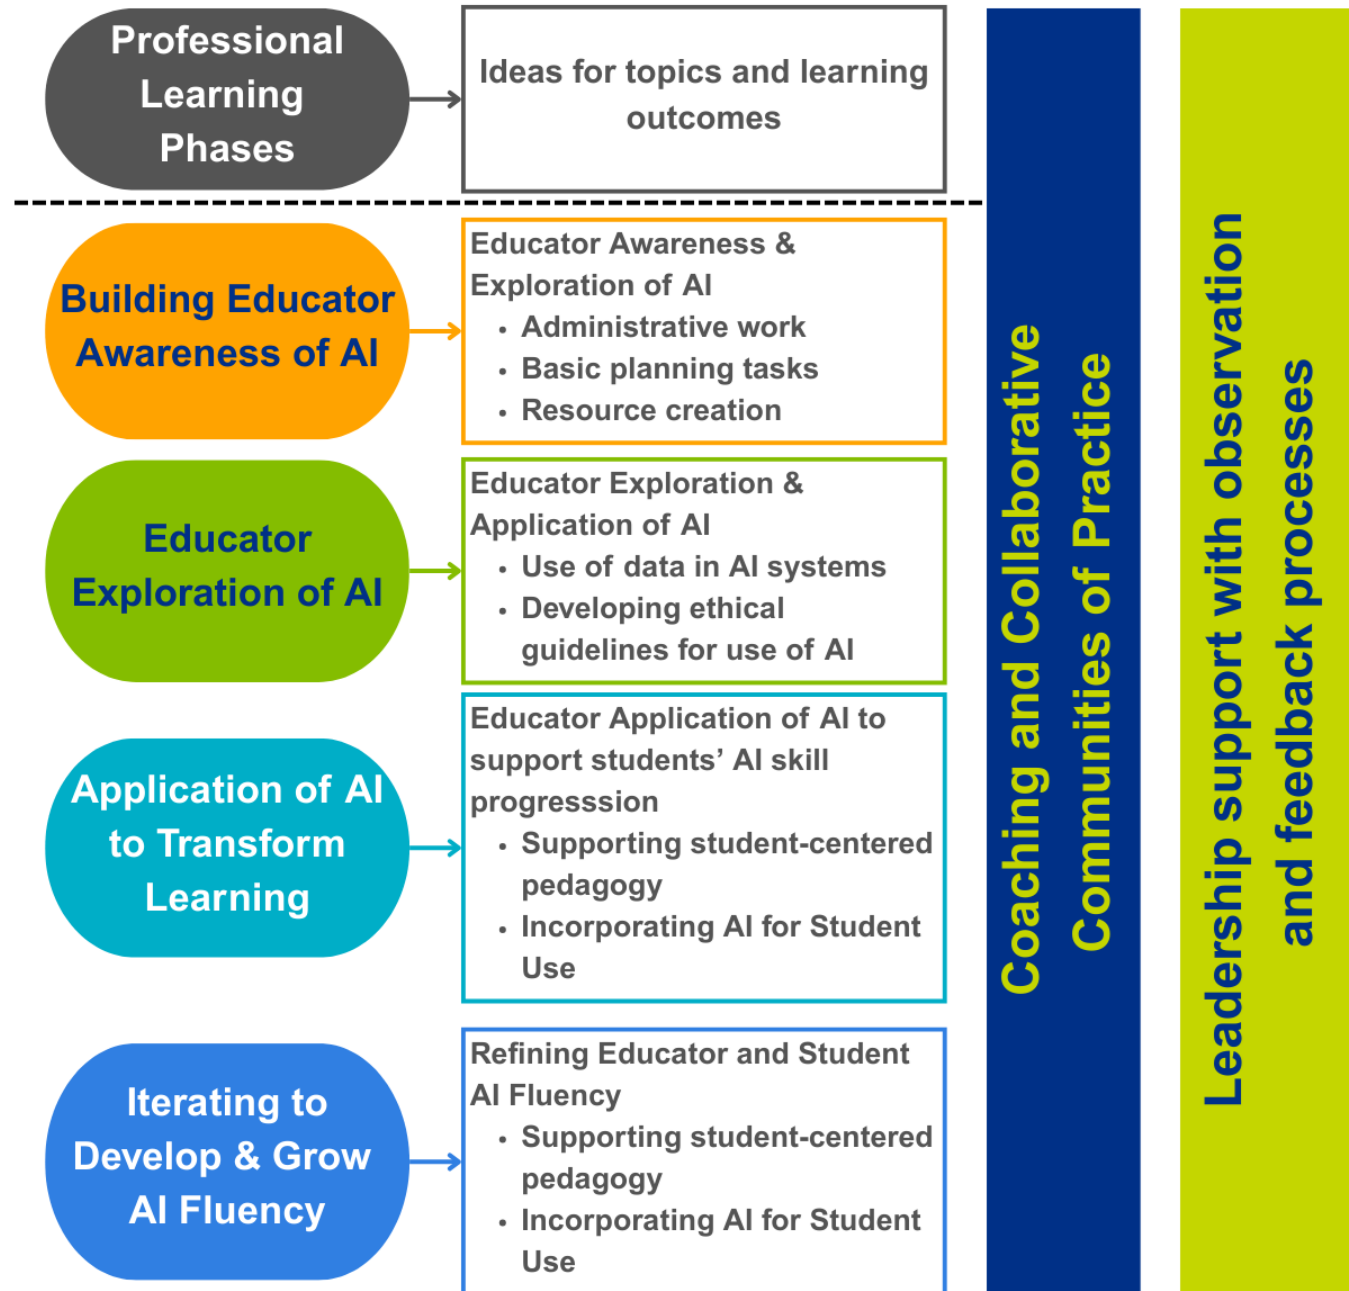 Professional
Learning
Phases
Ideas for topics and learning
outcomes
Building Educator
Awareness of AI
Educator Awareness &
Exploration of AI
• Administrative work
• Basic planning tasks
• Resource creation
Educator
Exploration of AI
Educator Exploration &
Application of AI
• Use of data in AI systems
• Developing ethical
guidelines for use of AI
Application of AI
to Transform
Learning
Educator Application of AI to
support students’ AI skill
progresssion
• Supporting student-centered
pedagogy
• Incorporating AI for Student
Use
Iterating to
Develop & Grow
AI Fluency
Refining Educator and Student
AI Fluency
• Supporting student-centered
pedagogy
• Incorporating AI for Student
Use
Coaching and Collaborative
Communities of Practice
Leadership support with observation
and feedback processes